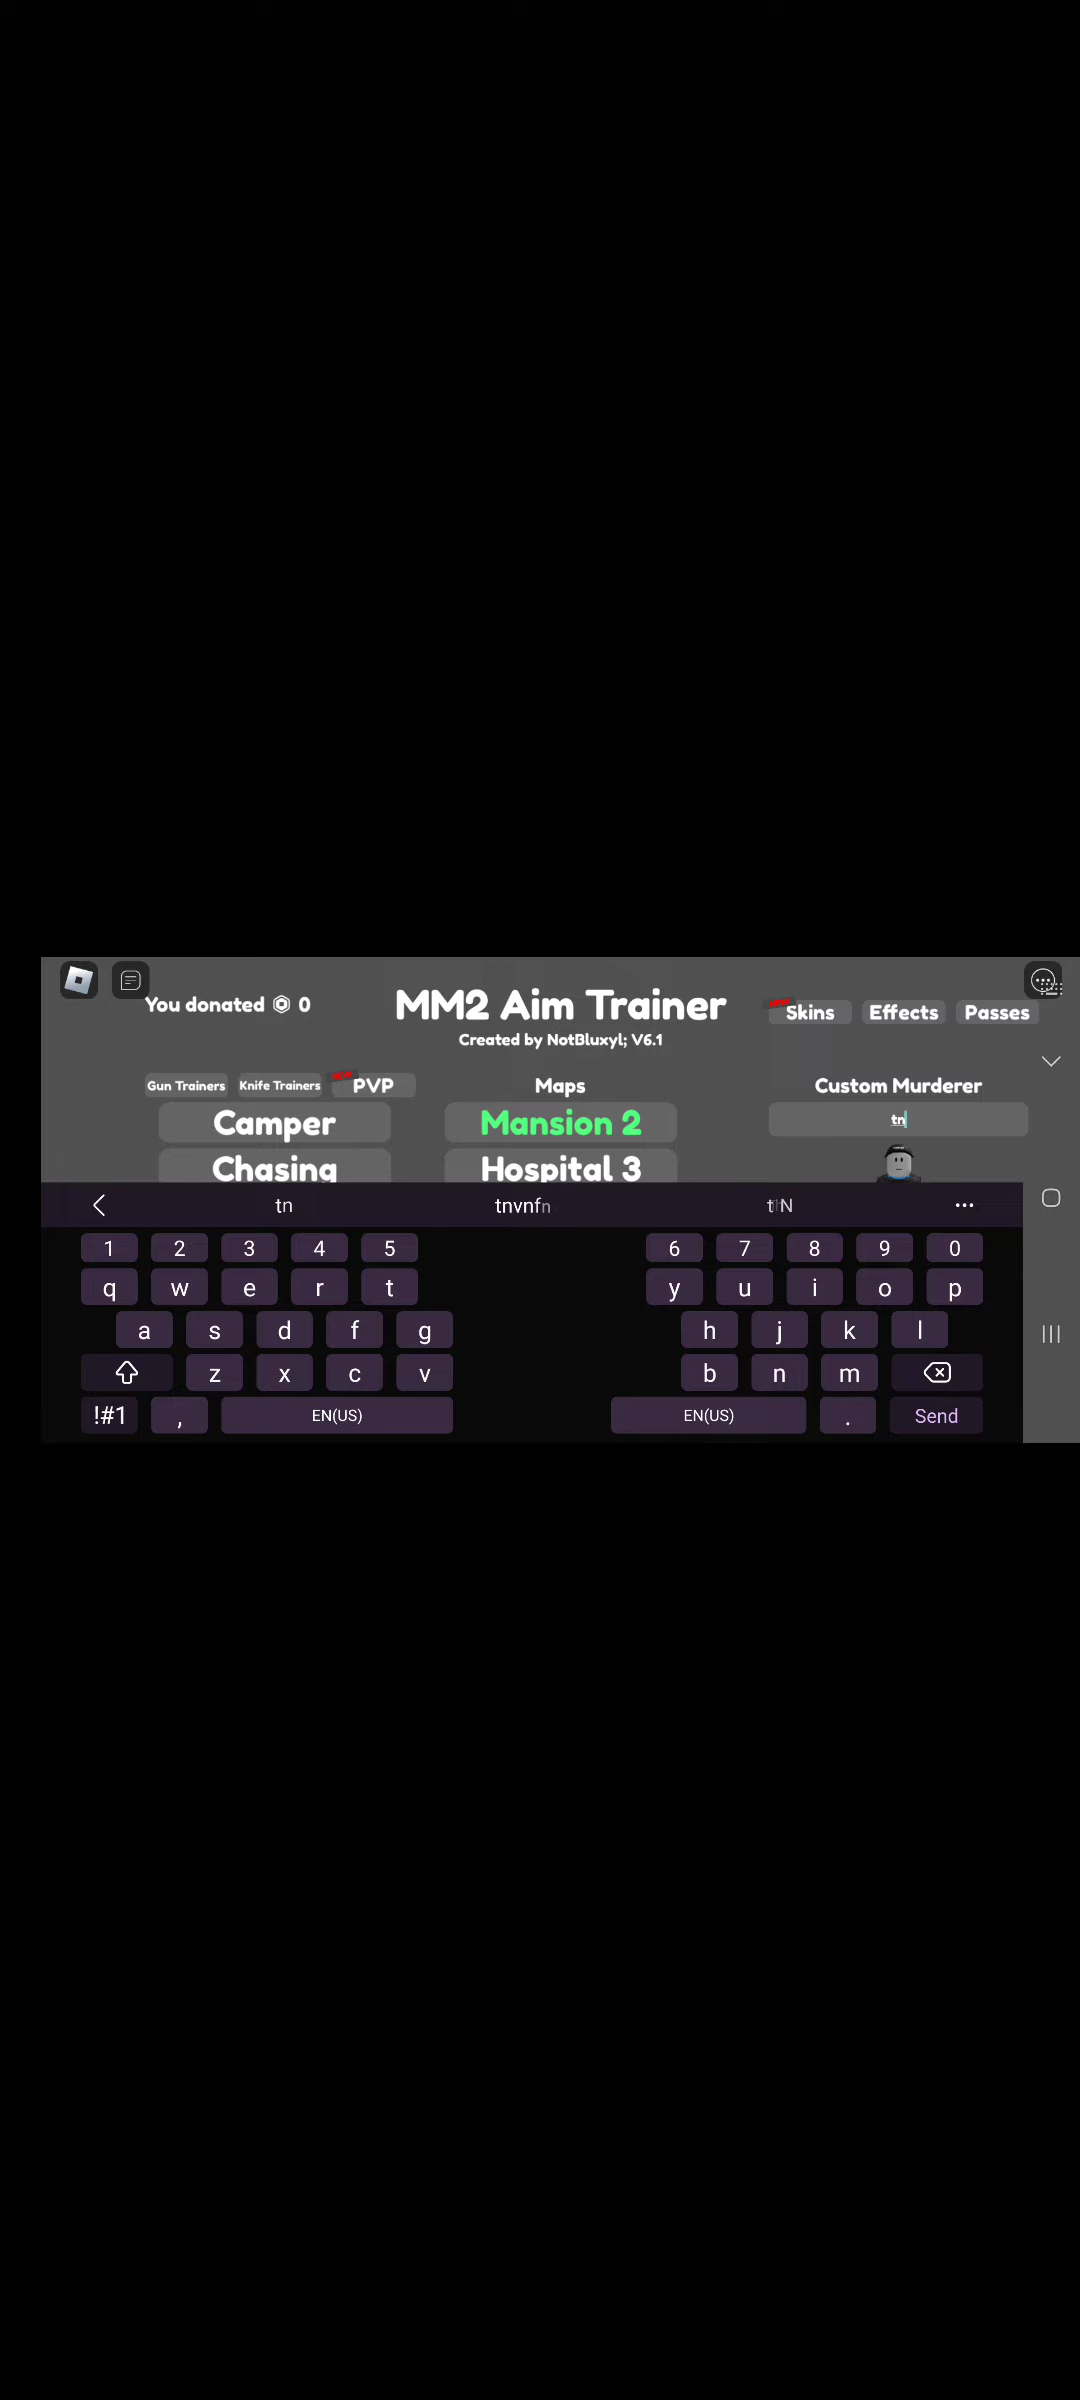 You donated 0
MM2 Aim Trainer
Created by NotBluxyl; V6.1
NEW
Skins Effects Passes
Gun Trainers Knife Trainers NEW PVP
Maps
Custom Murderer
Camper Mansion 2 tn
Chasing Hospital 3
tn tnvnfn
1 2 3 4 5 6 7 8 9 0
q w e r t y u i o p
a s d f g h j k l
z x c v b n m
!#1 , EN(US) EN(US) . Send